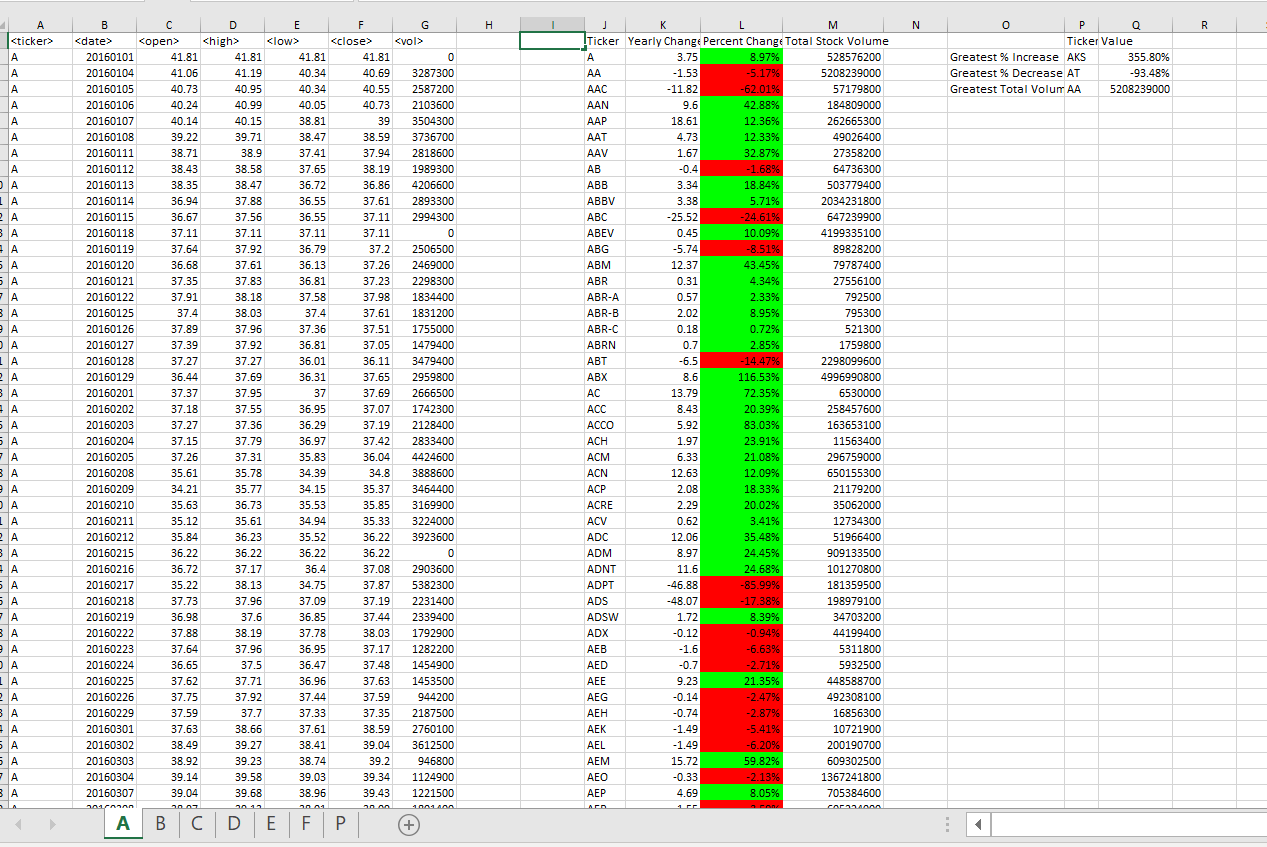 A B C D E F G H I J K L M N O P Q R
<ticker> <date> <open> <high> <low> <close> <vol> Ticker Yearly Change Percent Change Total Stock Volume Ticker Value
A 20160101 41.81 41.81 41.81 41.81 0 A 3.75 8.97% 528576200 Greatest % Increase AKS 355.80%
A 20160104 41.06 41.19 40.34 40.69 3287300 AA -1.53 -5.17% 5208239000 Greatest % Decrease AT -93.48%
A 20160105 40.73 40.95 40.34 40.55 2587200 AAC -11.82 -62.01% 57179800 Greatest Total Volum AA 5208239000
A 20160106 40.24 40.99 40.05 40.73 2103600 AAN 9.6 42.88% 184809000
A 20160107 40.14 40.15 38.81 39 3504300 AAP 18.61 12.36% 262665300
A 20160108 39.22 39.71 38.47 38.59 3736700 AAT 4.73 12.33% 49026400
A 20160111 38.71 38.9 37.41 37.94 2818600 AAV 1.67 32.87% 27358200
A 20160112 38.43 38.58 37.65 38.19 1989300 AB -0.4 -1.68% 64736300
A 20160113 38.35 38.47 36.72 36.86 4206600 ABB 3.34 18.84% 503779400
A 20160114 36.94 37.88 36.55 37.61 2893300 ABBV 3.38 5.71% 2034231800
A 20160115 36.67 37.56 36.55 37.11 2994300 ABC -25.52 -24.61% 647239900
A 20160118 37.11 37.11 37.11 37.11 0 ABEV 0.45 10.09% 4199335100
A 20160119 37.64 37.92 36.79 37.2 2506500 ABG -5.74 -8.51% 89828200
A 20160120 36.68 37.61 36.13 37.26 2469000 ABM 12.37 43.45% 79787400
A 20160121 37.35 37.83 36.81 37.23 2298300 ABR 0.31 4.34% 27556100
A 20160122 37.91 38.18 37.58 37.98 1834400 ABR-A 0.57 2.33% 792500
A 20160125 37.4 38.03 37.4 37.61 1831200 ABR-B 2.02 8.95% 795300
A 20160126 37.89 37.96 37.36 37.51 1755000 ABR-C 0.18 0.72% 521300
A 20160127 37.39 37.92 36.81 37.05 1479400 ABRN 0.7 2.85% 1759800
A 20160128 37.27 37.27 36.01 36.11 3479400 ABT -6.5 -14.47% 2298099600
A 20160129 36.44 37.69 36.31 37.65 2959800 ABX 8.6 116.53% 4996990800
A 20160201 37.37 37.95 37 37.69 2666500 AC 13.79 72.35% 6530000
A 20160202 37.18 37.55 36.95 37.07 1742300 ACC 8.43 20.39% 258457600
A 20160203 37.27 37.36 36.29 37.19 2128400 ACCO 5.92 83.03% 163653100
A 20160204 37.15 37.79 36.97 37.42 2833400 ACH 1.97 23.91% 11563400
A 20160205 37.26 37.31 35.83 36.04 4424600 ACM 6.33 21.08% 296759000
A 20160208 35.61 35.78 34.39 34.8 3888600 ACN 12.63 12.09% 650155300
A 20160209 34.21 35.77 34.15 35.37 3464400 ACP 2.08 18.33% 21179200
A 20160210 35.63 36.73 35.53 35.85 3169900 ACRE 2.29 20.02% 35062000
A 20160211 35.12 35.61 34.94 35.33 3224000 ACV 0.62 3.41% 12734300
A 20160212 35.84 36.23 35.52 36.22 3923600 ADC 12.06 35.48% 51966400
A 20160215 36.22 36.22 36.22 36.22 0 ADM 8.97 24.45% 909133500
A 20160216 36.72 37.17 36.4 37.08 2903600 ADNT 11.6 24.68% 101270800
A 20160217 35.22 38.13 34.75 37.87 5382300 ADPT -46.88 -85.99% 181359500
A 20160218 37.73 37.96 37.09 37.19 2231400 ADS -48.07 -17.38% 198979100
A 20160219 36.98 37.6 36.85 37.44 2339400 ADSW 1.72 8.39% 34703200
A 20160222 37.88 38.19 37.78 38.03 1792900 ADX -0.12 -0.94% 44199400
A 20160223 37.64 37.96 36.95 37.17 1282200 AEB -1.6 -6.63% 5311800
A 20160224 36.65 37.5 36.47 37.48 1454900 AED -0.7 -2.71% 5932500
A 20160225 37.62 37.71 36.96 37.63 1453500 AEE 9.23 21.35% 448588700
A 20160226 37.75 37.92 37.44 37.59 944200 AEG -0.14 -2.47% 492308100
A 20160229 37.59 37.7 37.33 37.35 2187500 AEH -0.74 -2.87% 16856300
A 20160301 37.63 38.66 37.61 38.59 2760100 AEK -1.49 -5.41% 10721900
A 20160302 38.49 39.27 38.41 39.04 3612500 AEL -1.49 -6.20% 200190700
A 20160303 38.92 39.23 38.74 39.2 946800 AEM 15.72 59.82% 609302500
A 20160304 39.14 39.58 39.03 39.34 1124900 AEO -0.33 -2.13% 1367241800
A 20160307 39.04 39.68 38.96 39.43 1221500 AEP 4.69 8.05% 705384600
A B C D E F P